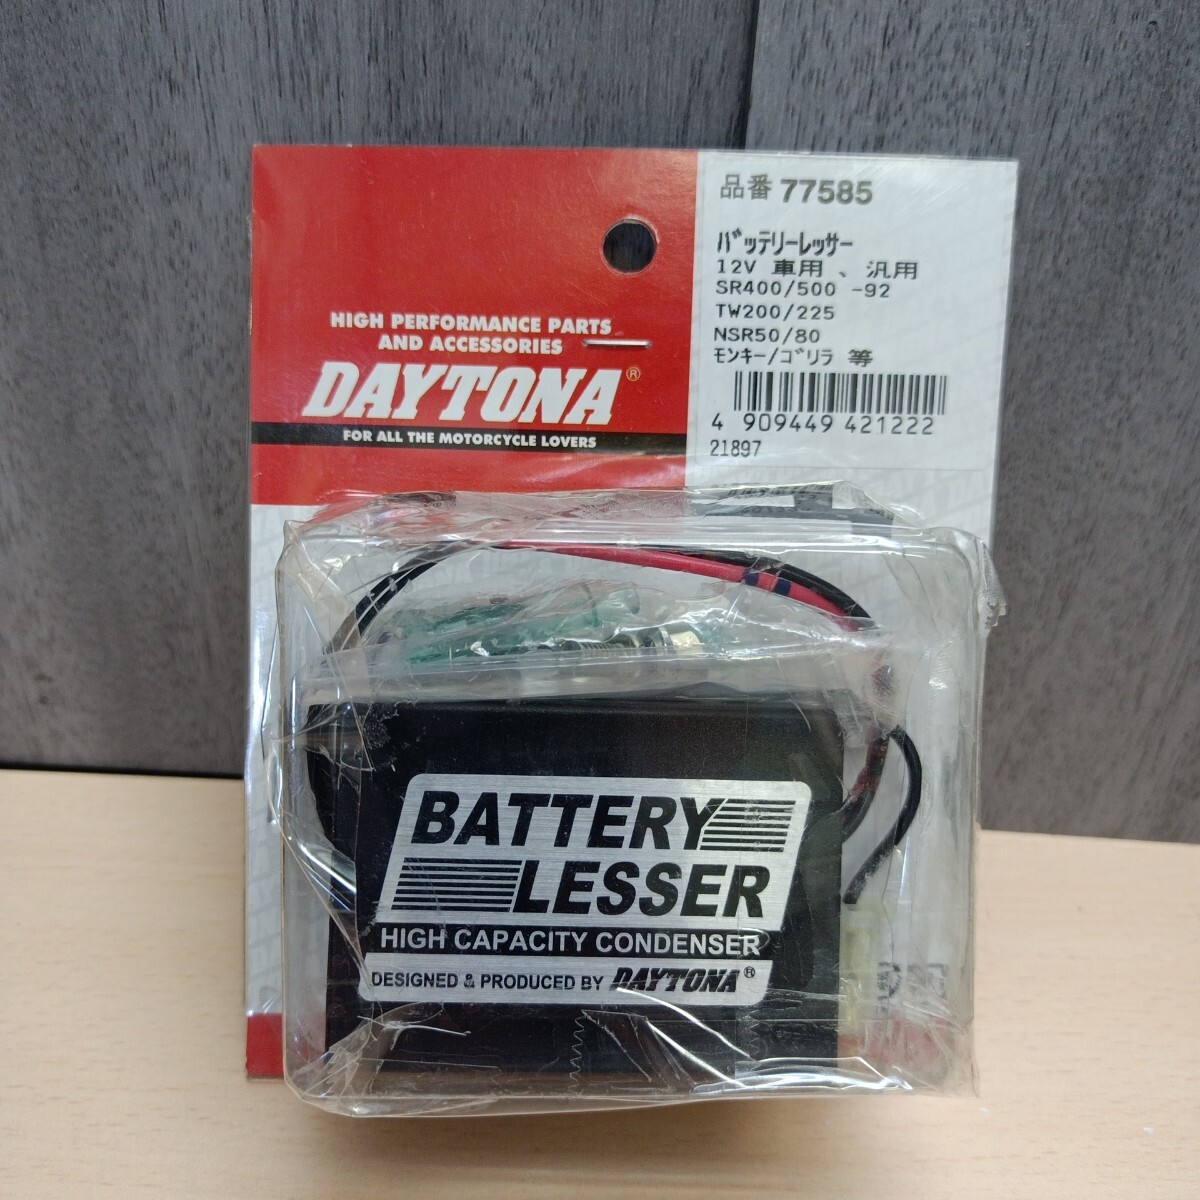 品番 77585
ﾊﾞｯﾃﾘｰﾚｯｻｰ
12V 車用 、汎用
SR400/500 -92
TW200/225
NSR50/80
ﾓﾝｷｰ/ｺﾞﾘﾗ 等
4 909449 421222
21897
HIGH PERFORMANCE PARTS
AND ACCESSORIES
DAYTONA®
FOR ALL THE MOTORCYCLE LOVERS
BATTERY
LESSER
HIGH CAPACITY CONDENSER
DESIGNED & PRODUCED BY DAYTONA®